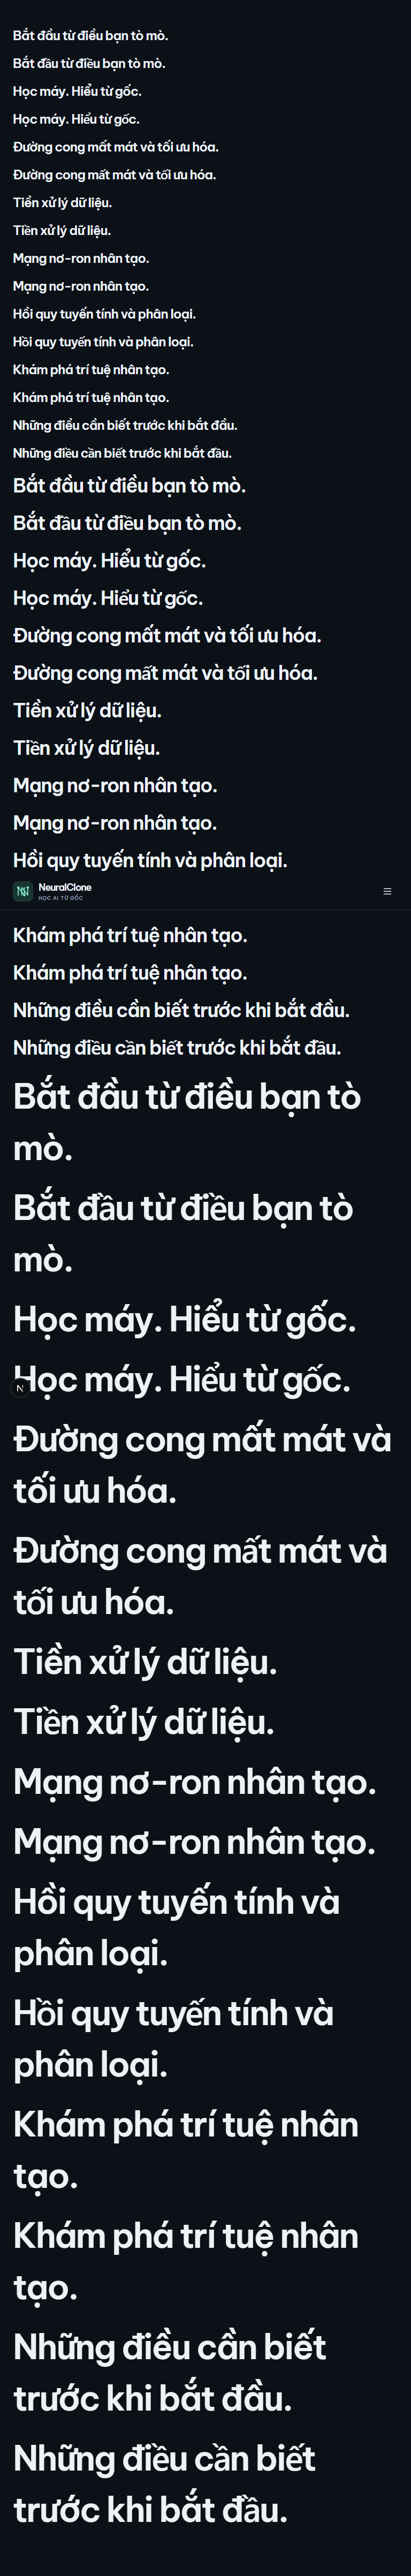 Bắt đầu từ điều bạn tò mò.
Bắt đầu từ điều bạn tò mò.
Học máy. Hiểu từ gốc.
Học máy. Hiểu từ gốc.
Đường cong mất mát và tối ưu hóa.
Đường cong mất mát và tối ưu hóa.
Tiền xử lý dữ liệu.
Tiền xử lý dữ liệu.
Mạng nơ-ron nhân tạo.
Mạng nơ-ron nhân tạo.
Hồi quy tuyến tính và phân loại.
Hồi quy tuyến tính và phân loại.
Khám phá trí tuệ nhân tạo.
Khám phá trí tuệ nhân tạo.
Những điều cần biết trước khi bắt đầu.
Những điều cần biết trước khi bắt đầu.
Bắt đầu từ điều bạn tò mò.
Bắt đầu từ điều bạn tò mò.
Học máy. Hiểu từ gốc.
Học máy. Hiểu từ gốc.
Đường cong mất mát và tối ưu hóa.
Đường cong mất mát và tối ưu hóa.
Tiền xử lý dữ liệu.
Tiền xử lý dữ liệu.
Mạng nơ-ron nhân tạo.
Mạng nơ-ron nhân tạo.
Hồi quy tuyến tính và phân loại.
NeuralClone
HỌC AI TỪ GỐC
Khám phá trí tuệ nhân tạo.
Khám phá trí tuệ nhân tạo.
Những điều cần biết trước khi bắt đầu.
Những điều cần biết trước khi bắt đầu.
Bắt đầu từ điều bạn tò
mò.
Bắt đầu từ điều bạn tò
mò.
Học máy. Hiểu từ gốc.
Học máy. Hiểu từ gốc.
N
Đường cong mất mát và
tối ưu hóa.
Đường cong mất mát và
tối ưu hóa.
Tiền xử lý dữ liệu.
Tiền xử lý dữ liệu.
Mạng nơ-ron nhân tạo.
Mạng nơ-ron nhân tạo.
Hồi quy tuyến tính và
phân loại.
Hồi quy tuyến tính và
phân loại.
Khám phá trí tuệ nhân
tạo.
Khám phá trí tuệ nhân
tạo.
Những điều cần biết
trước khi bắt đầu.
Những điều cần biết
trước khi bắt đầu.